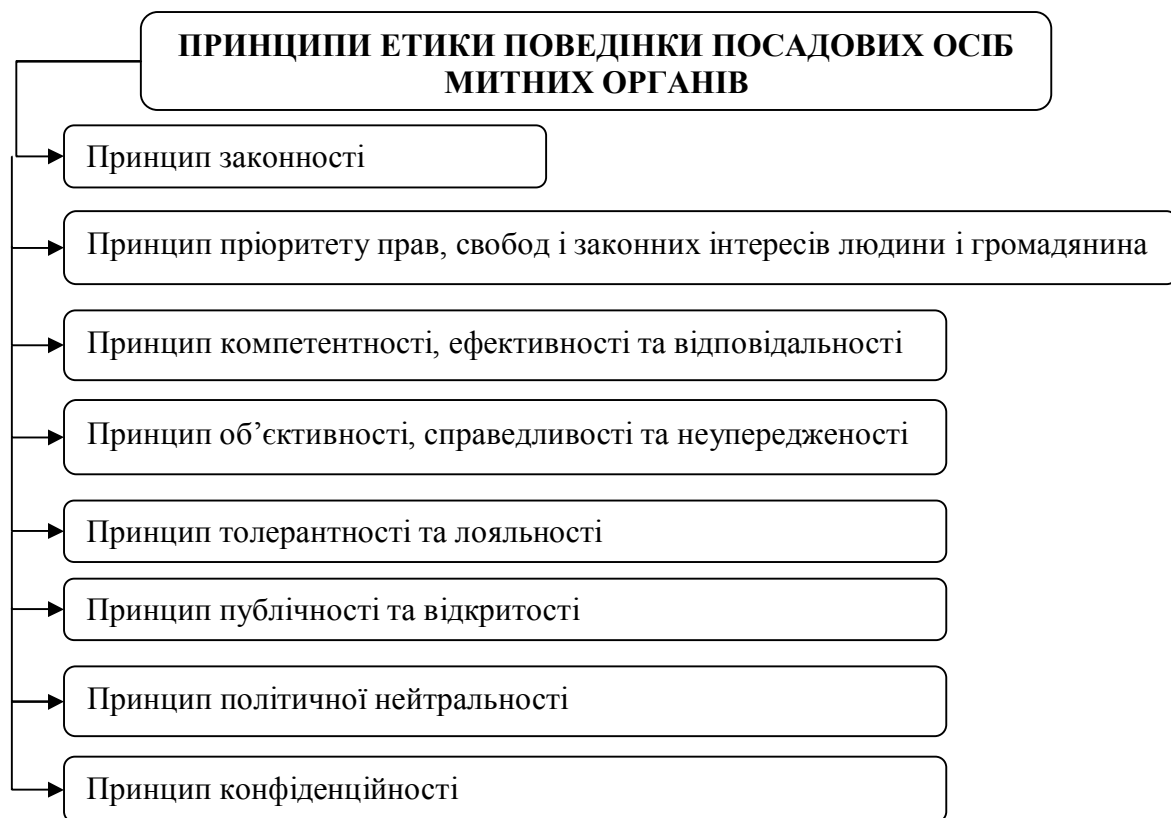 ПРИНЦИПИ ЕТИКИ ПОВЕДІНКИ ПОСАДОВИХ ОСІБ
МИТНИХ ОРГАНІВ
Принцип законності
Принцип пріоритету прав, свобод і законних інтересів людини і громадянина
Принцип компетентності, ефективності та відповідальності
Принцип об’єктивності, справедливості та неупередженості
Принцип толерантності та лояльності
Принцип публічності та відкритості
Принцип політичної нейтральності
Принцип конфіденційності